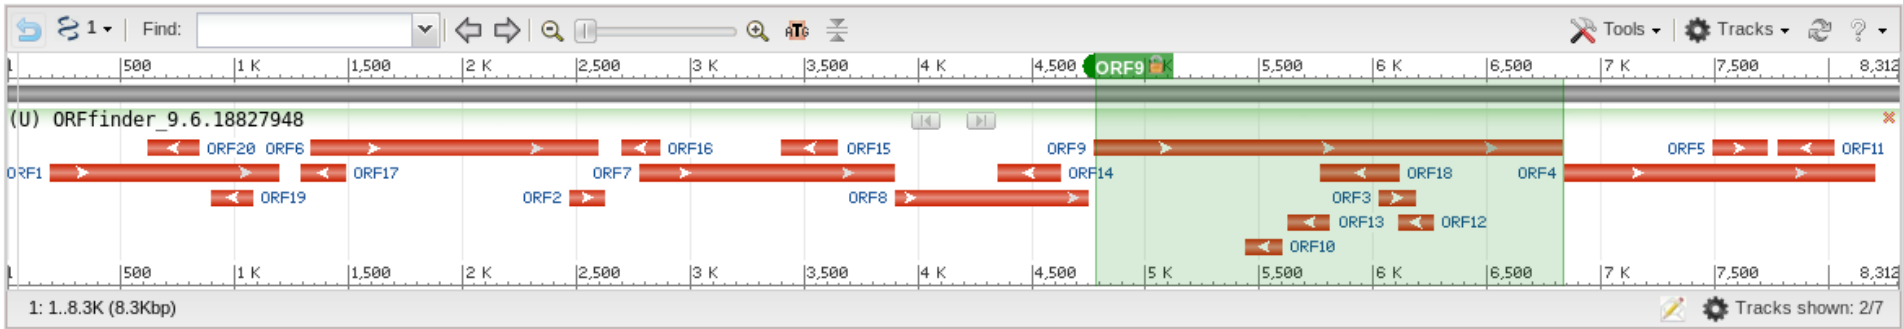 1 Find: ATG Tools Tracks ?
1 500 1 K 1,500 2 K 2,500 3 K 3,500 4 K 4,500 ORF9 K 5,500 6 K 6,500 7 K 7,500 8,312
(U) ORFfinder_9.6.18827948
ORF20 ORF6 ORF16 ORF15 ORF9 ORF5 ORF11
ORF1 ORF17 ORF7 ORF14 ORF18 ORF4
ORF19 ORF2 ORF8 ORF3
ORF13 ORF12
ORF10
1 500 1 K 1,500 2 K 2,500 3 K 3,500 4 K 4,500 5 K 5,500 6 K 6,500 7 K 7,500 8,312
1: 1..8.3K (8.3Kbp) Tracks shown: 2/7